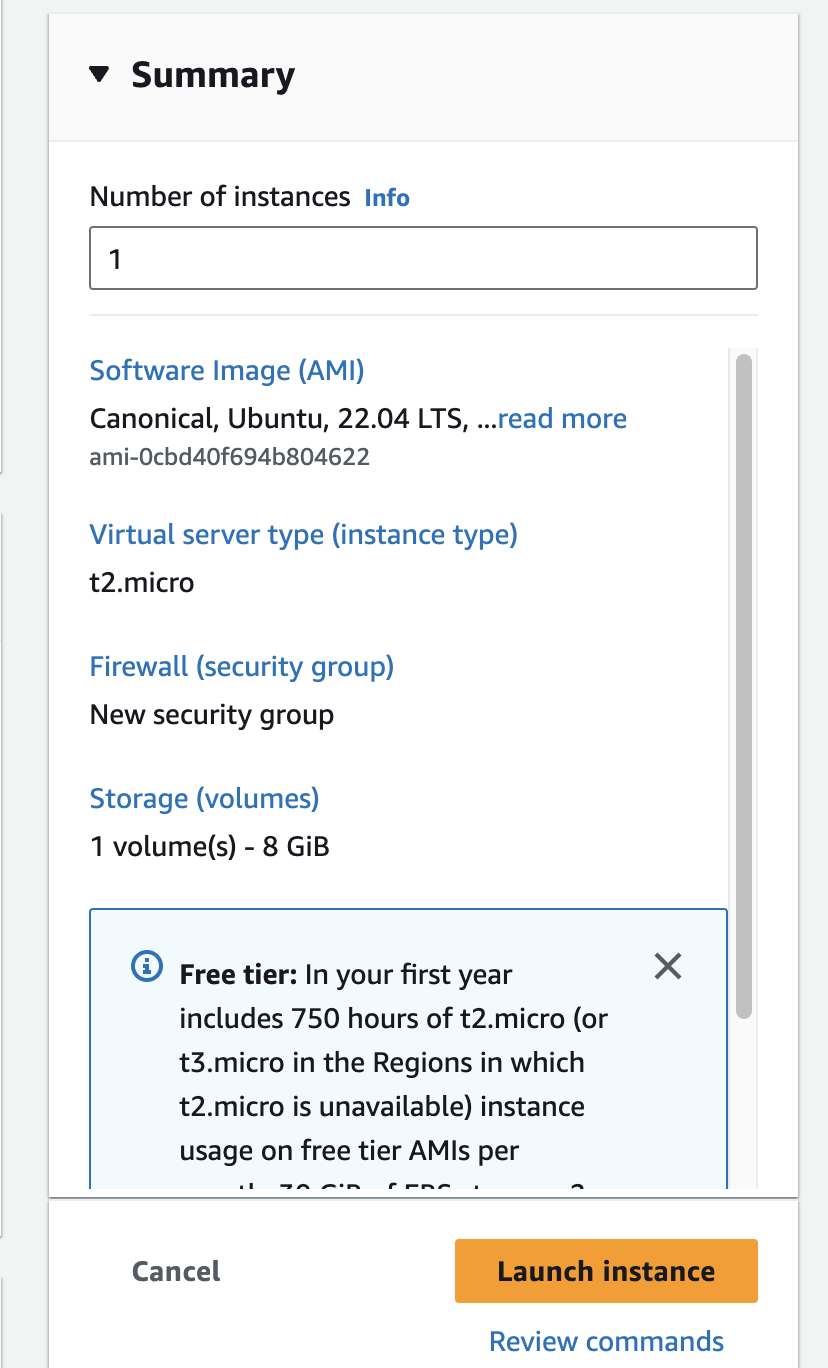 Summary
Number of instances Info
1
Software Image (AMI)
Canonical, Ubuntu, 22.04 LTS, ...read more
ami-0cbd40f694b804622
Virtual server type (instance type)
t2.micro
Firewall (security group)
New security group
Storage (volumes)
1 volume(s) - 8 GiB
Free tier: In your first year
includes 750 hours of t2.micro (or
t3.micro in the Regions in which
t2.micro is unavailable) instance
usage on free tier AMIs per
Cancel
Launch instance
Review commands